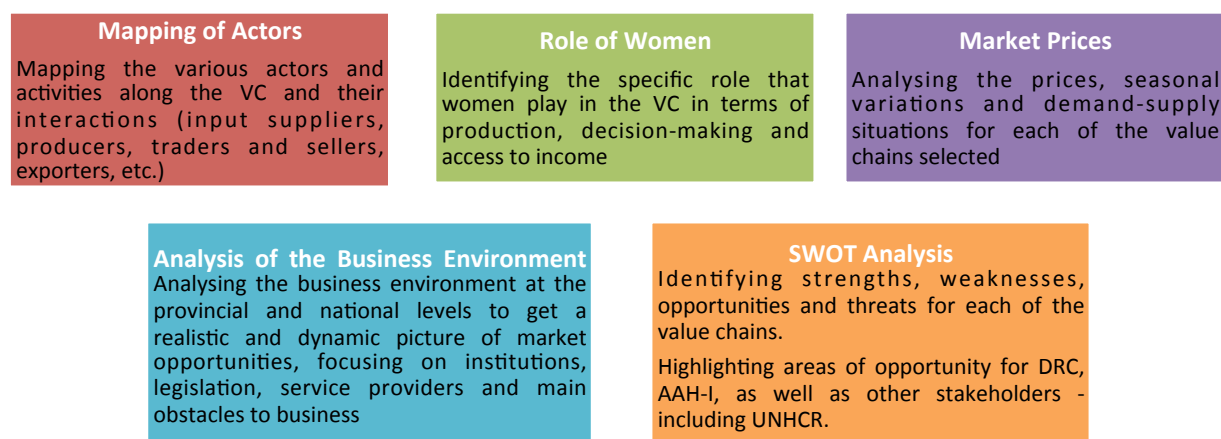 Mapping of Actors
Mapping the various actors and
activities along the VC and their
interactions (input suppliers,
producers, traders and sellers,
exporters, etc.)
Role of Women
Identifying the specific role that
women play in the VC in terms of
production, decision-making and
access to income
Market Prices
Analysing the prices, seasonal
variations and demand-supply
situations for each of the value
chains selected
Analysis of the Business Environment
Analysing the business environment at the
provincial and national levels to get a
realistic and dynamic picture of market
opportunities, focusing on institutions,
legislation, service providers and main
obstacles to business
SWOT Analysis
Identifying strengths, weaknesses,
opportunities and threats for each of the
value chains.
Highlighting areas of opportunity for DRC,
AAH-I, as well as other stakeholders -
including UNHCR.